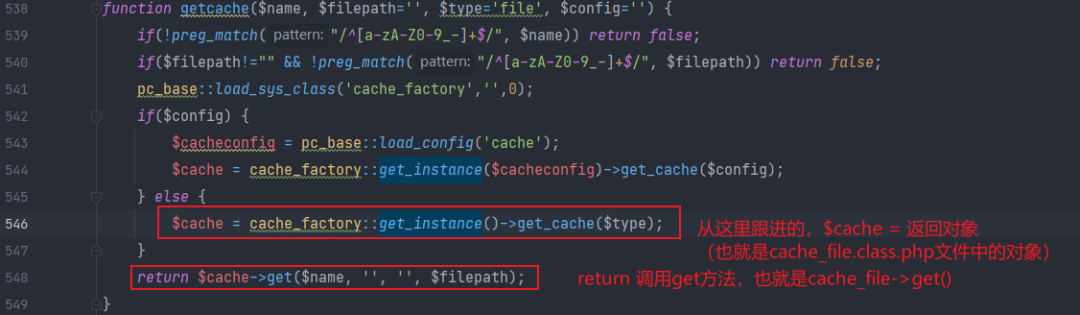 538 function getcache($name, $filepath='', $type='file', $config='') {
539 if(!preg_match( pattern: "/^[a-zA-Z0-9_-]+$/", $name)) return false;
540 if($filepath!="" && !preg_match( pattern: "/^[a-zA-Z0-9_-]+$/", $filepath)) return false;
541 pc_base::load_sys_class('cache_factory','',0);
542 if($config) {
543 $cacheconfig = pc_base::load_config('cache');
544 $cache = cache_factory::get_instance($cacheconfig)->get_cache($config);
545 } else {
546 $cache = cache_factory::get_instance()->get_cache($type);
从这里跟进的，$cache = 返回对象
（也就是cache_file.class.php文件中的对象）
547 }
548 return $cache->get($name, '', '', $filepath);
return 调用get方法，也就是cache_file->get()
549 }